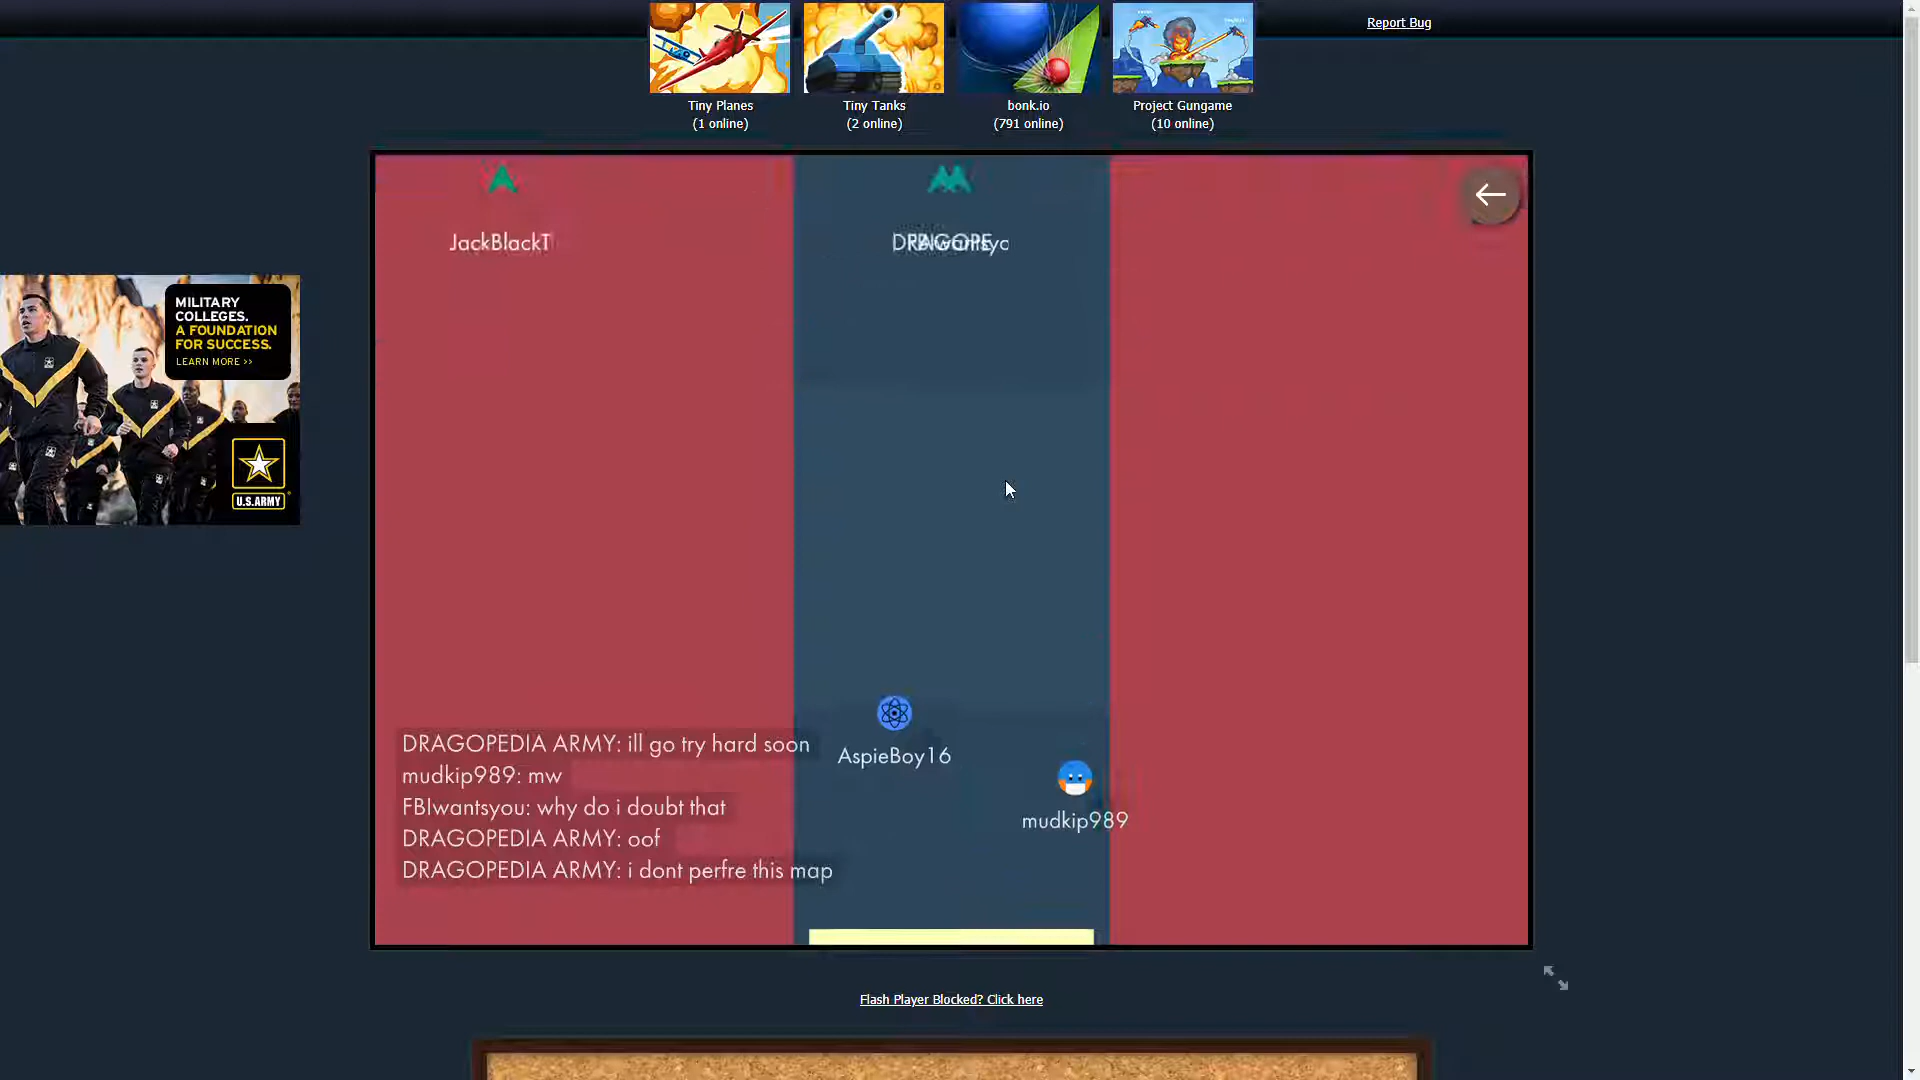 Report Bug
Tiny Planes
(1 online)
Tiny Tanks
(2 online)
bonk.io
(791 online)
Project Gungame
(10 online)
JackBlackT
MILITARY
COLLEGES.
A FOUNDATION
FOR SUCCESS.
LEARN MORE >>
U.S.ARMY
AspieBoy16
mudkip989
DRAGOPEDIA ARMY: ill go try hard soon
mudkip989: mw
FBIwantsyou: why do i doubt that
DRAGOPEDIA ARMY: oof
DRAGOPEDIA ARMY: i dont perfre this map
Flash Player Blocked? Click here